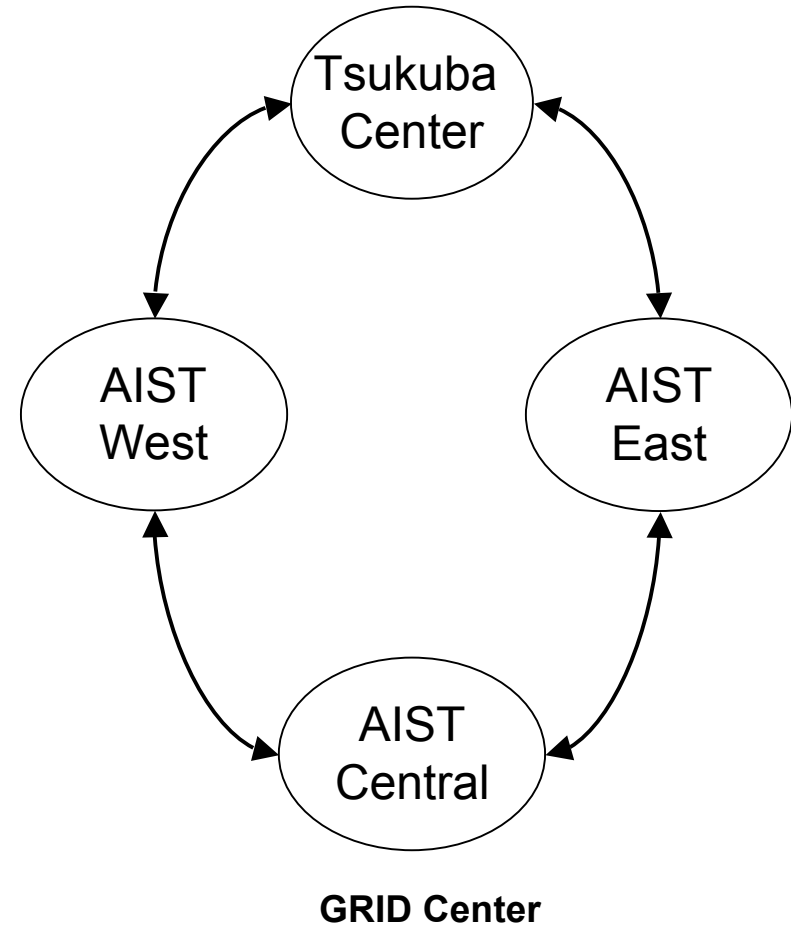 Tsukuba
Center
AIST
West
AIST
East
AIST
Central
GRID Center